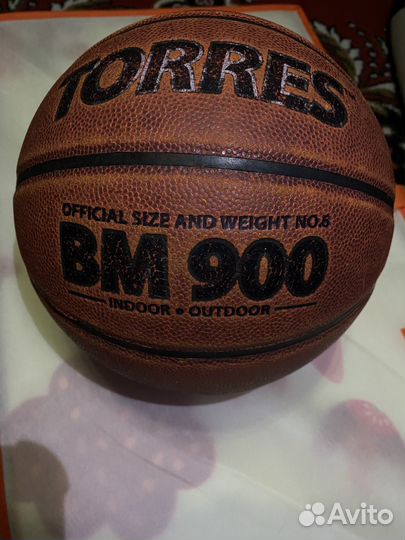 TORRES
OFFICIAL SIZE AND WEIGHT NO.6
BM 900
INDOOR • OUTDOOR
Avito